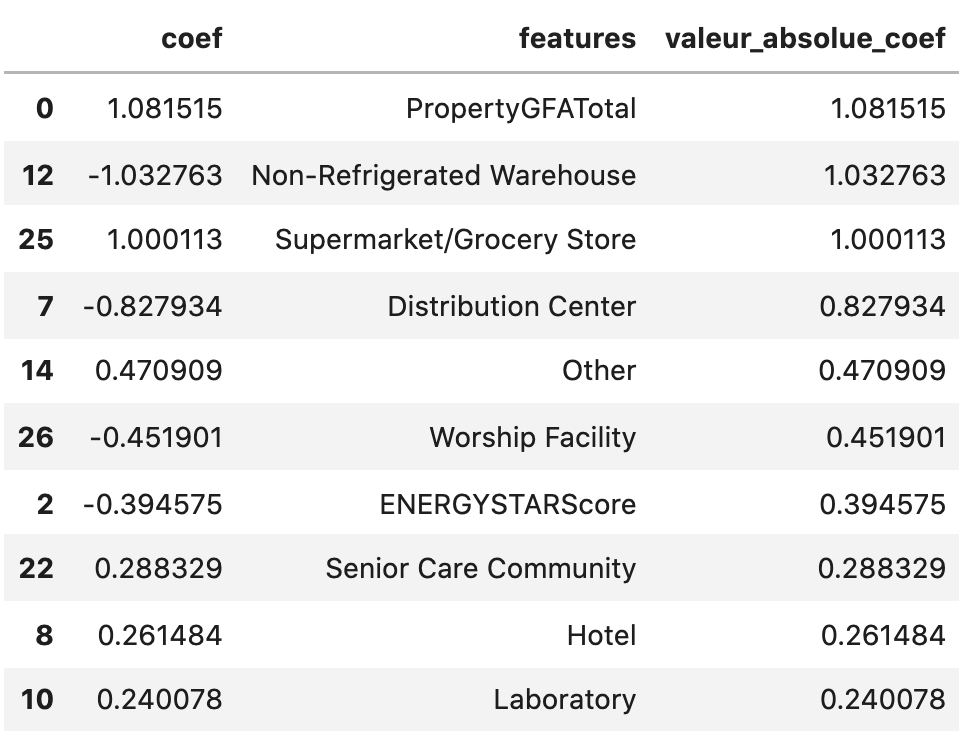 coef features valeur_absolue_coef
0 1.081515 PropertyGFATotal 1.081515
12 -1.032763 Non-Refrigerated Warehouse 1.032763
25 1.000113 Supermarket/Grocery Store 1.000113
7 -0.827934 Distribution Center 0.827934
14 0.470909 Other 0.470909
26 -0.451901 Worship Facility 0.451901
2 -0.394575 ENERGYSTARScore 0.394575
22 0.288329 Senior Care Community 0.288329
8 0.261484 Hotel 0.261484
10 0.240078 Laboratory 0.240078